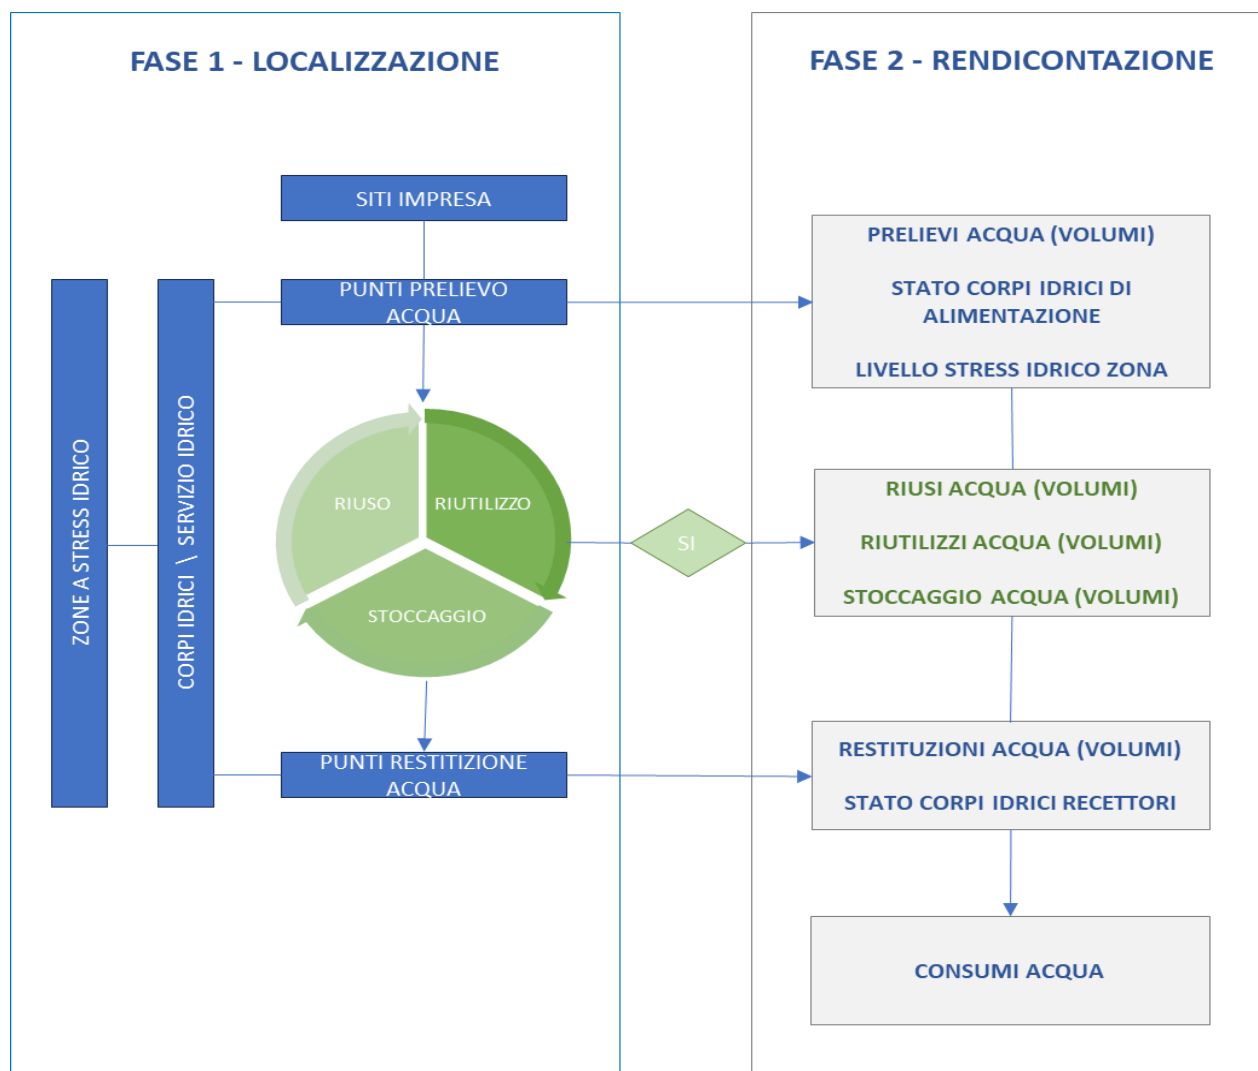 FASE 1 - LOCALIZZAZIONE
SITI IMPRESA
PUNTI PRELIEVO
ACQUA
ZONE A STRESS IDRICO
CORPI IDRICI \ SERVIZIO IDRICO
RIUSO
RIUTILIZZO
STOCCAGGIO
PUNTI RESTITIZIONE
ACQUA
SI
FASE 2 - RENDICONTAZIONE
PRELIEVI ACQUA (VOLUMI)
STATO CORPI IDRICI DI
ALIMENTAZIONE
LIVELLO STRESS IDRICO ZONA
RIUSI ACQUA (VOLUMI)
RIUTILIZZI ACQUA (VOLUMI)
STOCCAGGIO ACQUA (VOLUMI)
RESTITUZIONI ACQUA (VOLUMI)
STATO CORPI IDRICI RECETTORI
CONSUMI ACQUA